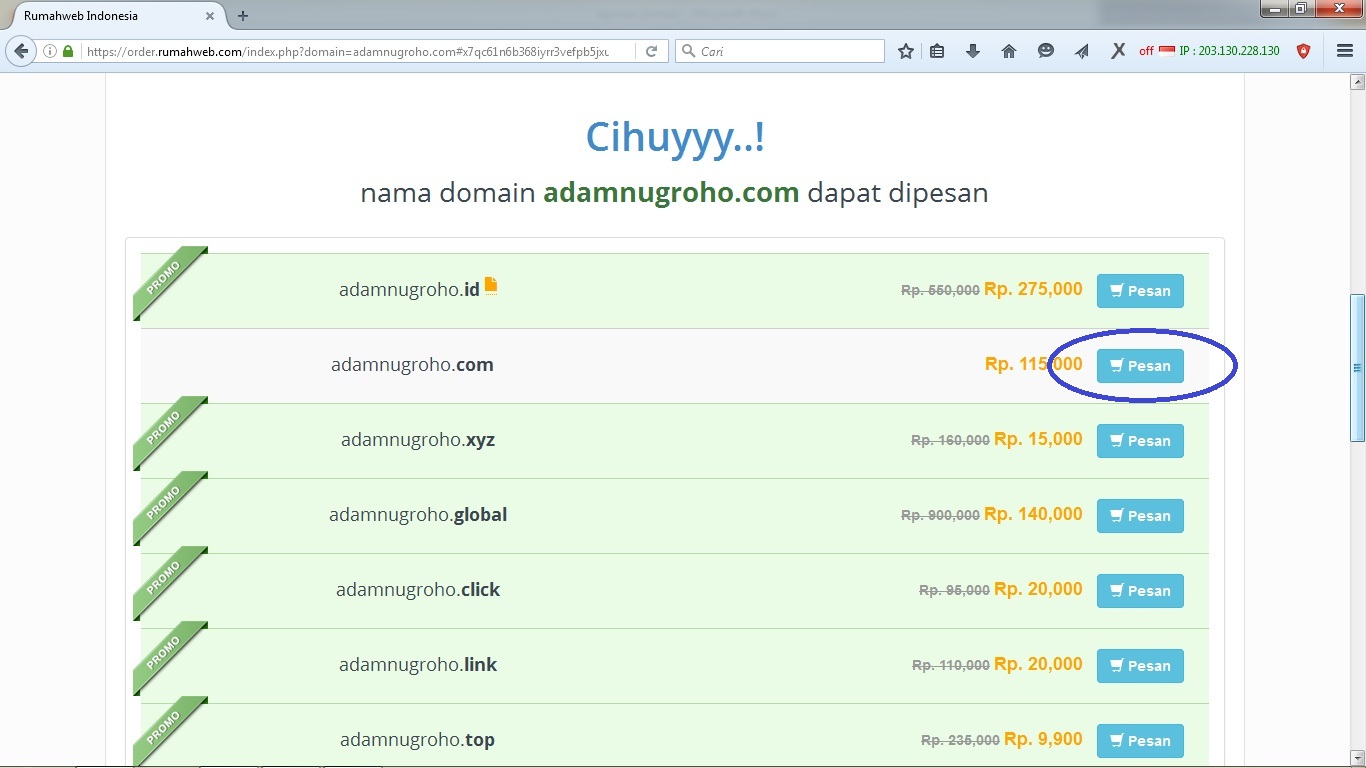 Rumahweb Indonesia
https://order.rumahweb.com/index.php?domain=adamnugroho.com#x7qc61n6b368iyrr3vefpb5jxu
Cari
off
IP : 203.130.228.130
Cihuyyy..!
nama domain adamnugroho.com dapat dipesan
PROMO
adamnugroho.id Rp. 550,000 Rp. 275,000 Pesan
adamnugroho.com Rp. 115,000 Pesan
PROMO
adamnugroho.xyz Rp. 160,000 Rp. 15,000 Pesan
PROMO
adamnugroho.global Rp. 900,000 Rp. 140,000 Pesan
PROMO
adamnugroho.click Rp. 95,000 Rp. 20,000 Pesan
PROMO
adamnugroho.link Rp. 110,000 Rp. 20,000 Pesan
PROMO
adamnugroho.top Rp. 235,000 Rp. 9,900 Pesan